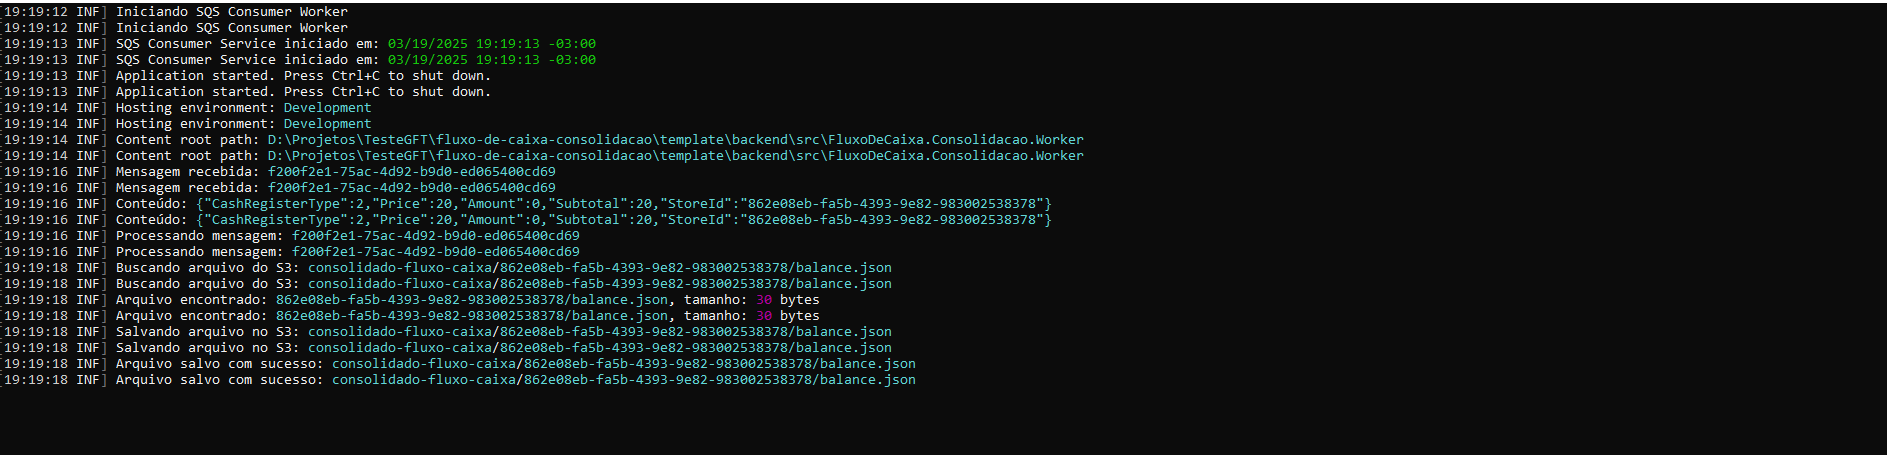 [19:19:12 INF] Iniciando SQS Consumer Worker
[19:19:12 INF] Iniciando SQS Consumer Worker
[19:19:13 INF] SQS Consumer Service iniciado em: 03/19/2025 19:19:13 -03:00
[19:19:13 INF] SQS Consumer Service iniciado em: 03/19/2025 19:19:13 -03:00
[19:19:13 INF] Application started. Press Ctrl+C to shut down.
[19:19:13 INF] Application started. Press Ctrl+C to shut down.
[19:19:14 INF] Hosting environment: Development
[19:19:14 INF] Hosting environment: Development
[19:19:14 INF] Content root path: D:\Projetos\TesteGFT\fluxo-de-caixa-consolidacao\template\backend\src\FluxoDeCaixa.Consolidacao.Worker
[19:19:14 INF] Content root path: D:\Projetos\TesteGFT\fluxo-de-caixa-consolidacao\template\backend\src\FluxoDeCaixa.Consolidacao.Worker
[19:19:16 INF] Mensagem recebida: f200f2e1-75ac-4d92-b9d0-ed065400cd69
[19:19:16 INF] Mensagem recebida: f200f2e1-75ac-4d92-b9d0-ed065400cd69
[19:19:16 INF] Conteúdo: {"CashRegisterType":2,"Price":20,"Amount":0,"Subtotal":20,"StoreId":"862e08eb-fa5b-4393-9e82-983002538378"}
[19:19:16 INF] Conteúdo: {"CashRegisterType":2,"Price":20,"Amount":0,"Subtotal":20,"StoreId":"862e08eb-fa5b-4393-9e82-983002538378"}
[19:19:16 INF] Processando mensagem: f200f2e1-75ac-4d92-b9d0-ed065400cd69
[19:19:16 INF] Processando mensagem: f200f2e1-75ac-4d92-b9d0-ed065400cd69
[19:19:18 INF] Buscando arquivo do S3: consolidado-fluxo-caixa/862e08eb-fa5b-4393-9e82-983002538378/balance.json
[19:19:18 INF] Buscando arquivo do S3: consolidado-fluxo-caixa/862e08eb-fa5b-4393-9e82-983002538378/balance.json
[19:19:18 INF] Arquivo encontrado: 862e08eb-fa5b-4393-9e82-983002538378/balance.json, tamanho: 30 bytes
[19:19:18 INF] Arquivo encontrado: 862e08eb-fa5b-4393-9e82-983002538378/balance.json, tamanho: 30 bytes
[19:19:18 INF] Salvando arquivo no S3: consolidado-fluxo-caixa/862e08eb-fa5b-4393-9e82-983002538378/balance.json
[19:19:18 INF] Salvando arquivo no S3: consolidado-fluxo-caixa/862e08eb-fa5b-4393-9e82-983002538378/balance.json
[19:19:18 INF] Arquivo salvo com sucesso: consolidado-fluxo-caixa/862e08eb-fa5b-4393-9e82-983002538378/balance.json
[19:19:18 INF] Arquivo salvo com sucesso: consolidado-fluxo-caixa/862e08eb-fa5b-4393-9e82-983002538378/balance.json